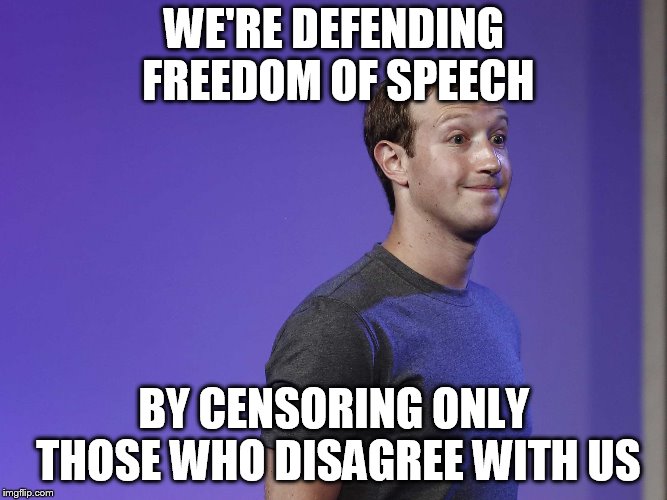 WE'RE DEFENDING
FREEDOM OF SPEECH
BY CENSORING ONLY
THOSE WHO DISAGREE WITH US
imgflip.com